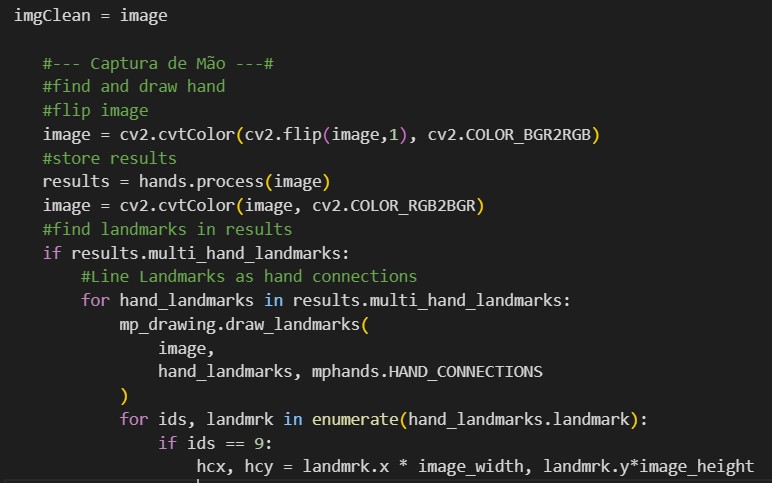 imgClean = image
#--- Captura de Mão ---#
#find and draw hand
#flip image
image = cv2.cvtColor(cv2.flip(image,1), cv2.COLOR_BGR2RGB)
#store results
results = hands.process(image)
image = cv2.cvtColor(image, cv2.COLOR_RGB2BGR)
#find landmarks in results
if results.multi_hand_landmarks:
#Line Landmarks as hand connections
for hand_landmarks in results.multi_hand_landmarks:
mp_drawing.draw_landmarks(
image,
hand_landmarks, mphands.HAND_CONNECTIONS
)
for ids, landmrk in enumerate(hand_landmarks.landmark):
if ids == 9:
hcx, hcy = landmrk.x * image_width, landmrk.y*image_height